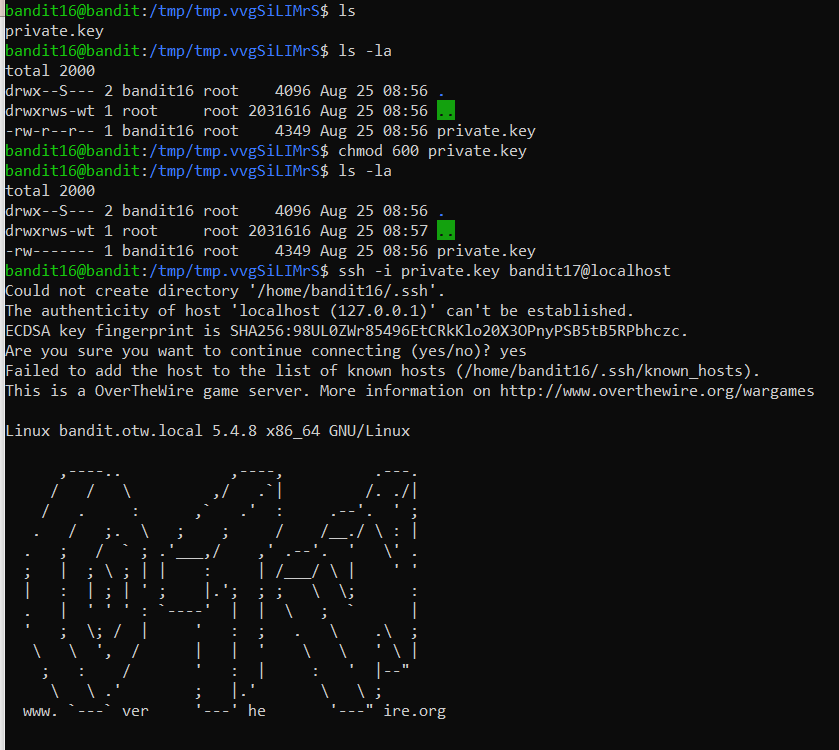 bandit16@bandit:/tmp/tmp.vvgSiLIMrS$ ls
private.key
bandit16@bandit:/tmp/tmp.vvgSiLIMrS$ ls -la
total 2000
drwx--S--- 2 bandit16 root    4096 Aug 25 08:56 .
drwxrws-wt 1 root     root 2031616 Aug 25 08:56 ..
-rw-r--r-- 1 bandit16 root    4349 Aug 25 08:56 private.key
bandit16@bandit:/tmp/tmp.vvgSiLIMrS$ chmod 600 private.key
bandit16@bandit:/tmp/tmp.vvgSiLIMrS$ ls -la
total 2000
drwx--S--- 2 bandit16 root    4096 Aug 25 08:56 .
drwxrws-wt 1 root     root 2031616 Aug 25 08:57 ..
-rw------- 1 bandit16 root    4349 Aug 25 08:56 private.key
bandit16@bandit:/tmp/tmp.vvgSiLIMrS$ ssh -i private.key bandit17@localhost
Could not create directory '/home/bandit16/.ssh'.
The authenticity of host 'localhost (127.0.0.1)' can't be established.
ECDSA key fingerprint is SHA256:98UL0ZWr85496EtCRkKlo20X3OPnyPSB5tB5RPbhczc.
Are you sure you want to continue connecting (yes/no)? yes
Failed to add the host to the list of known hosts (/home/bandit16/.ssh/known_hosts).
This is a OverTheWire game server. More information on http://www.overthewire.org/wargames
Linux bandit.otw.local 5.4.8 x86_64 GNU/Linux
www. `---` ver     '---' he       '---" ire.org